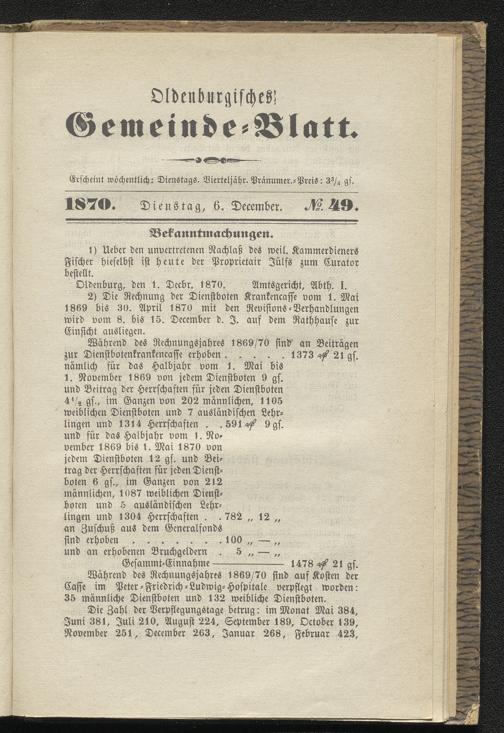 Oldenburgisches
Gemeinde-Blatt.
Erscheint wöchentlich: Dienstags. Vierteljähr. Pränumer.-Preis: 3¾ gs.
1870. Dienstag, 6. December. № 49.
Bekanntmachungen.
1) Ueber den unvertretenen Nachlaß des weil. Kammerdieners
Fischer hieselbst ist heute der Proprietair Jülfs zum Curator
bestellt.
Oldenburg, den 1. Decbr. 1870. Amtsgericht, Abth. I.
2) Die Rechnung der Dienstboten Krankencasse vom 1. Mai
1869 bis 30. April 1870 mit den Revisions-Verhandlungen
wird vom 8. bis 15. December d. J. auf dem Rathhause zur
Einsicht ausliegen.
Während des Rechnungsjahres 1869/70 sind an Beiträgen
zur Dienstbotenkrankencasse erhoben . . . . . 1373 ₰ 21 gs.
nämlich für das Halbjahr vom 1. Mai bis
1. November 1869 von jedem Dienstboten 9 gs.
und Beitrag der Herrschaften für jeden Dienstboten
4½ gs., im Ganzen von 202 männlichen, 1105
weiblichen Dienstboten und 7 ausländischen Lehr-
lingen und 1314 Herrschaften . . 591 ₰ 9 gs.
und für das Halbjahr vom 1. No-
vember 1869 bis 1. Mai 1870 von
jedem Dienstboten 12 gs. und Bei-
trag der Herrschaften für jeden Dienst-
boten 6 gs., im Ganzen von 212
männlichen, 1087 weiblichen Dienst-
boten und 5 ausländischen Lehr-
lingen und 1304 Herrschaften . . 782 „ 12 „
an Zuschuß aus dem Generalfonds
sind erhoben . . . . . . 100 „ — „
und an erhobenen Bruchgeldern . 5 „ — „
Gesammt-Einnahme ——— 1478 ₰ 21 gs.
Während des Rechnungsjahres 1869/70 sind auf Kosten der
Casse im Peter-Friedrich-Ludwig-Hospitale verpflegt worden:
35 männliche Dienstboten und 132 weibliche Dienstboten.
Die Zahl der Verpflegungstage betrug: im Monat Mai 384,
Juni 381, Juli 210, August 224, September 189, October 139,
November 251, December 263, Januar 268, Februar 423,